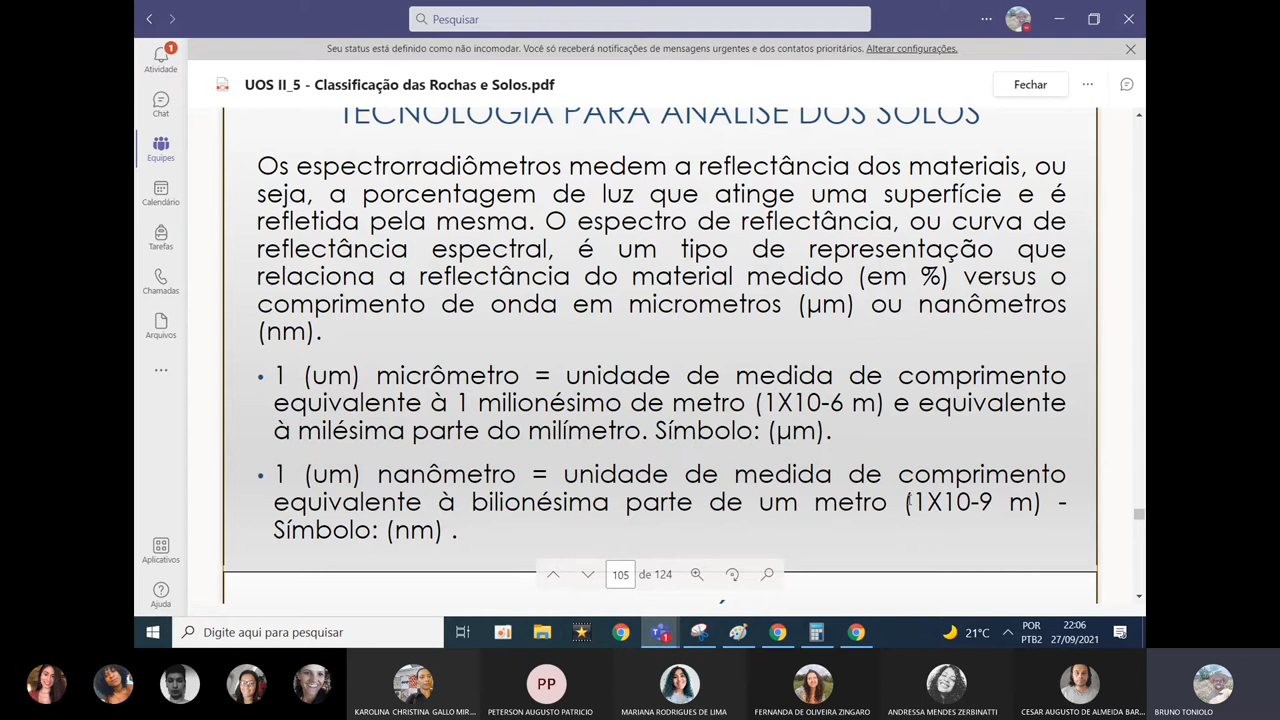 Pesquisar
Seu status está definido como não incomodar. Você só receberá notificações de mensagens urgentes e dos contatos prioritários. Alterar configurações.
1
Atividade
Chat
Equipes
Calendário
Tarefas
Chamadas
Arquivos
Aplicativos
Ajuda
UOS II_5 - Classificação das Rochas e Solos.pdf
Fechar
TECNOLOGIA PARA ANÁLISE DOS SOLOS
Os espectrorradiômetros medem a reflectância dos materiais, ou
seja, a porcentagem de luz que atinge uma superfície e é
refletida pela mesma. O espectro de reflectância, ou curva de
reflectância espectral, é um tipo de representação que
relaciona a reflectância do material medido (em %) versus o
comprimento de onda em micrometros (µm) ou nanômetros
(nm).
• 1 (um) micrômetro = unidade de medida de comprimento
equivalente à 1 milionésimo de metro (1X10-6 m) e equivalente
à milésima parte do milímetro. Símbolo: (µm).
• 1 (um) nanômetro = unidade de medida de comprimento
equivalente à bilionésima parte de um metro (1X10-9 m) -
Símbolo: (nm) .
105 de 124
Digite aqui para pesquisar
1
21°C
POR
PTB2
22:06
27/09/2021
PP
KAROLINA CHRISTINA GALLO MIR...
PETERSON AUGUSTO PATRICIO
MARIANA RODRIGUES DE LIMA
FERNANDA DE OLIVEIRA ZINGARO
ANDRESSA MENDES ZERBINATTI
CESAR AUGUSTO DE ALMEIDA BAR...
BRUNO TONIOLO